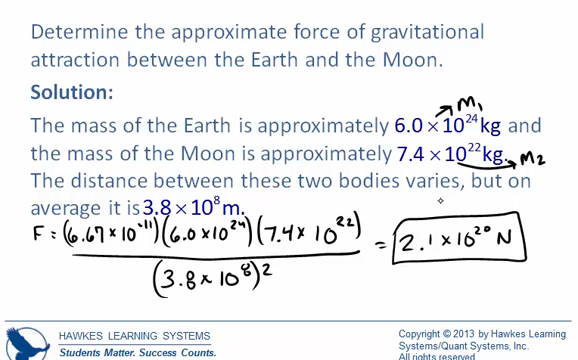 Determine the approximate force of gravitational
attraction between the Earth and the Moon.
Solution:
The mass of the Earth is approximately 6.0 × 10²⁴ kg and
M₁
the mass of the Moon is approximately 7.4 × 10²² kg.
M₂
The distance between these two bodies varies, but on
average it is 3.8 × 10⁸ m.
F = (6.67 × 10⁻¹¹)(6.0 × 10²⁴)(7.4 × 10²²)
= 2.1 × 10²⁰ N
(3.8 × 10⁸)²
HAWKES LEARNING SYSTEMS
Students Matter. Success Counts.
Copyright © 2013 by Hawkes Learning
Systems/Quant Systems, Inc.
All rights reserved.